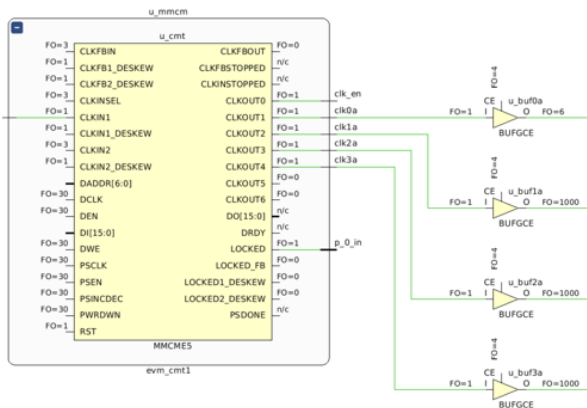 u_mmcm
u_cmt
FO=3 CLKFBIN CLKFBOUT FO=0
FO=1 CLKFB1_DESKEW CLKFBSTOPPED n/c
FO=1 CLKFB2_DESKEW CLKINSTOPPED n/c
FO=3 CLKINSEL CLKOUT0 FO=1 clk_en
FO=1 CLKIN1 CLKOUT1 FO=1 clk0a
FO=1 CLKIN1_DESKEW CLKOUT2 FO=1 clk1a
FO=3 CLKIN2 CLKOUT3 FO=1 clk2a
FO=1 CLKIN2_DESKEW CLKOUT4 FO=1 clk3a
DADDR[6:0] CLKOUT5 FO=0
FO=30 DCLK CLKOUT6 FO=0
FO=30 DEN DO[15:0] n/c
DI[15:0] DRDY n/c
FO=30 DWE LOCKED FO=1 p_0_in
FO=30 PSCLK LOCKED_FB FO=0
FO=30 PSEN LOCKED1_DESKEW FO=0
FO=30 PSINCDEC LOCKED2_DESKEW FO=0
FO=30 PWRDWN PSDONE n/c
FO=1 RST
MMCME5
evm_cmt1
FO=4
CE u_buf0a
FO=1 I O FO=6
BUFGCE
FO=4
CE u_buf1a
FO=1 I O FO=1000
BUFGCE
FO=4
CE u_buf2a
FO=1 I O FO=1000
BUFGCE
FO=4
CE u_buf3a
FO=1 I O FO=1000
BUFGCE